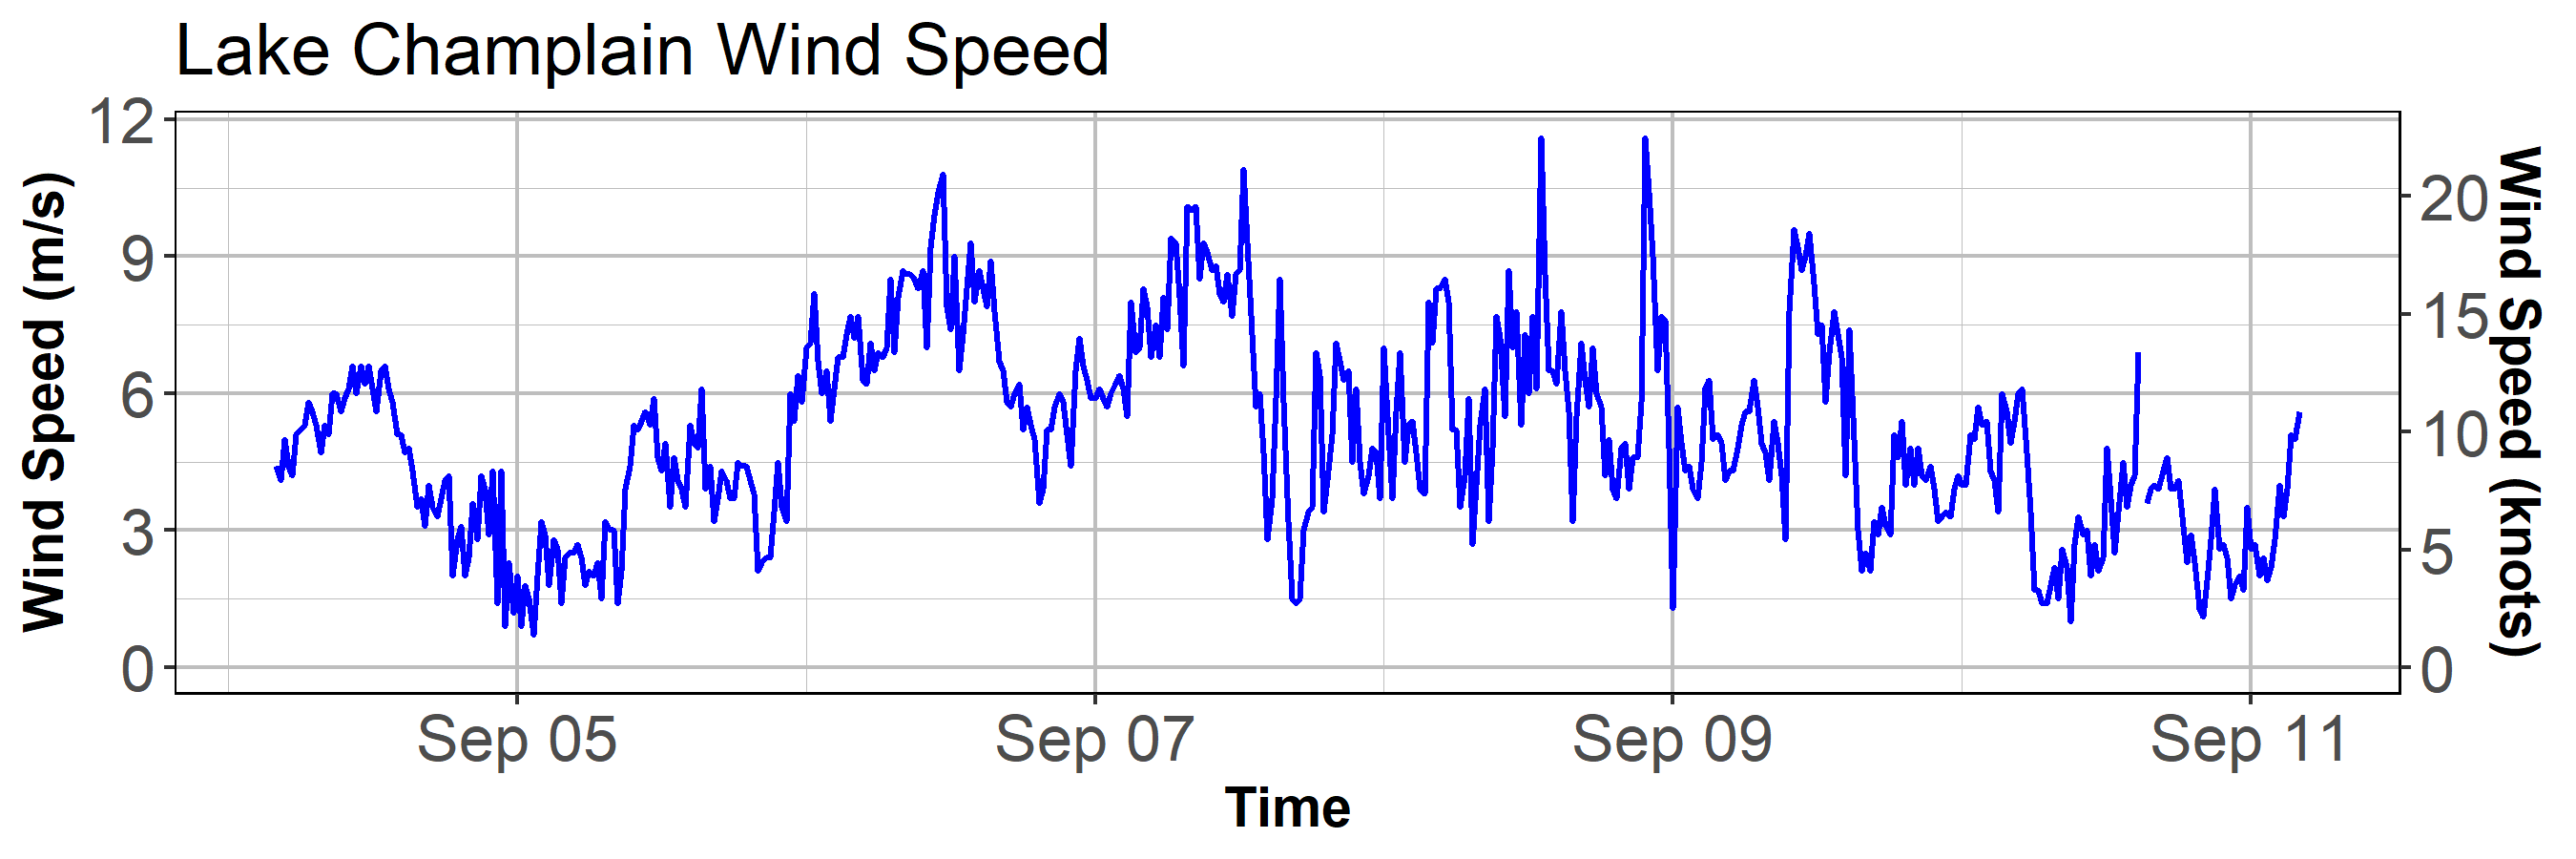 Lake Champlain Wind Speed
12
9
6
3
0
Wind Speed (m/s)
20
15
10
5
0
Wind Speed (knots)
Sep 05
Sep 07
Sep 09
Sep 11
Time